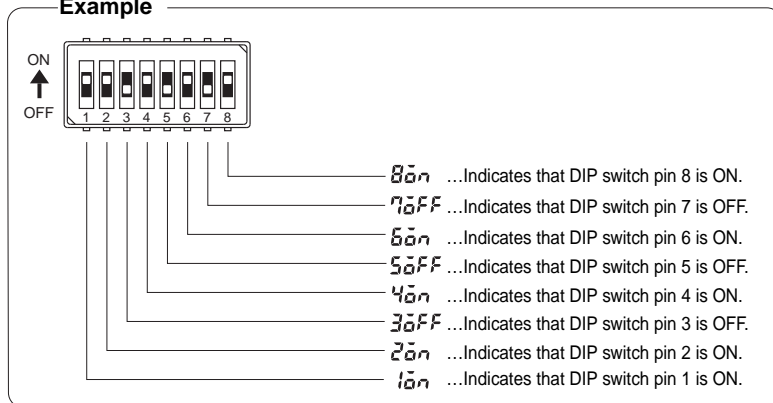 Example
ON
OFF
1 2 3 4 5 6 7 8
8on …Indicates that DIP switch pin 8 is ON.
7oFF …Indicates that DIP switch pin 7 is OFF.
6on …Indicates that DIP switch pin 6 is ON.
5oFF …Indicates that DIP switch pin 5 is OFF.
4on …Indicates that DIP switch pin 4 is ON.
3oFF …Indicates that DIP switch pin 3 is OFF.
2on …Indicates that DIP switch pin 2 is ON.
1on …Indicates that DIP switch pin 1 is ON.